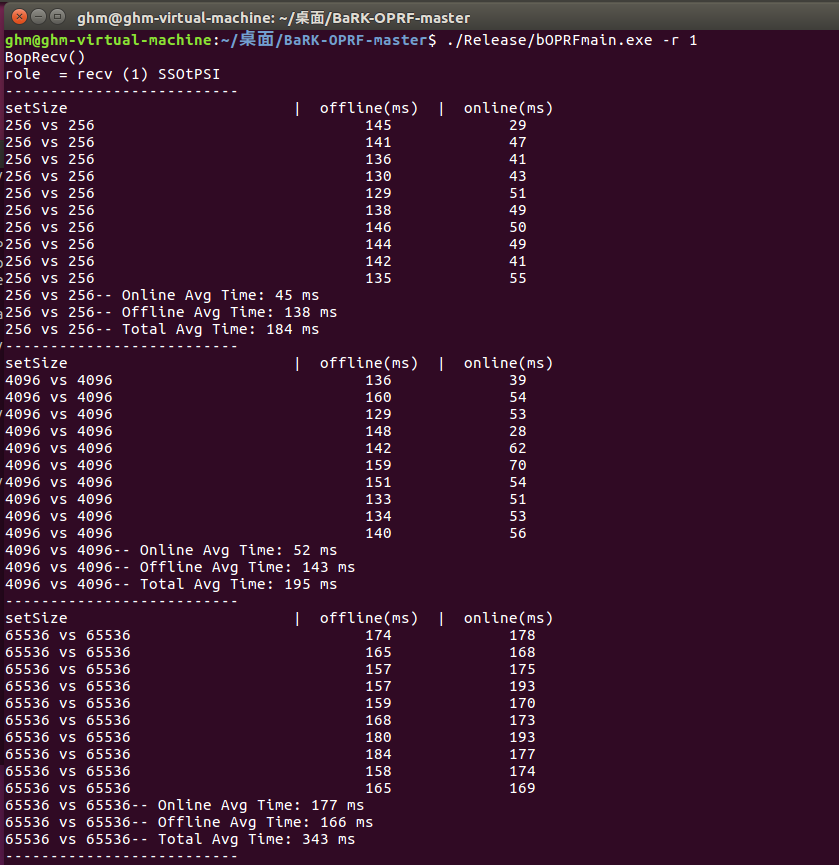 ghm@ghm-virtual-machine: ~/桌面/BaRK-OPRF-master
ghm@ghm-virtual-machine:~/桌面/BaRK-OPRF-master$ ./Release/bOPRFmain.exe -r 1
BopRecv()
role  = recv (1) SSOtPSI
--------------------------
setSize                         |  offline(ms)  |  online(ms)
256 vs 256                              145             29
256 vs 256                              141             47
256 vs 256                              136             41
256 vs 256                              130             43
256 vs 256                              129             51
256 vs 256                              138             49
256 vs 256                              146             50
256 vs 256                              144             49
256 vs 256                              142             41
256 vs 256                              135             55
256 vs 256-- Online Avg Time: 45 ms
256 vs 256-- Offline Avg Time: 138 ms
256 vs 256-- Total Avg Time: 184 ms
--------------------------
setSize                         |  offline(ms)  |  online(ms)
4096 vs 4096                            136             39
4096 vs 4096                            160             54
4096 vs 4096                            129             53
4096 vs 4096                            148             28
4096 vs 4096                            142             62
4096 vs 4096                            159             70
4096 vs 4096                            151             54
4096 vs 4096                            133             51
4096 vs 4096                            134             53
4096 vs 4096                            140             56
4096 vs 4096-- Online Avg Time: 52 ms
4096 vs 4096-- Offline Avg Time: 143 ms
4096 vs 4096-- Total Avg Time: 195 ms
--------------------------
setSize                         |  offline(ms)  |  online(ms)
65536 vs 65536                          174             178
65536 vs 65536                          165             168
65536 vs 65536                          157             175
65536 vs 65536                          157             193
65536 vs 65536                          159             170
65536 vs 65536                          168             173
65536 vs 65536                          180             193
65536 vs 65536                          184             177
65536 vs 65536                          158             174
65536 vs 65536                          165             169
65536 vs 65536-- Online Avg Time: 177 ms
65536 vs 65536-- Offline Avg Time: 166 ms
65536 vs 65536-- Total Avg Time: 343 ms
--------------------------